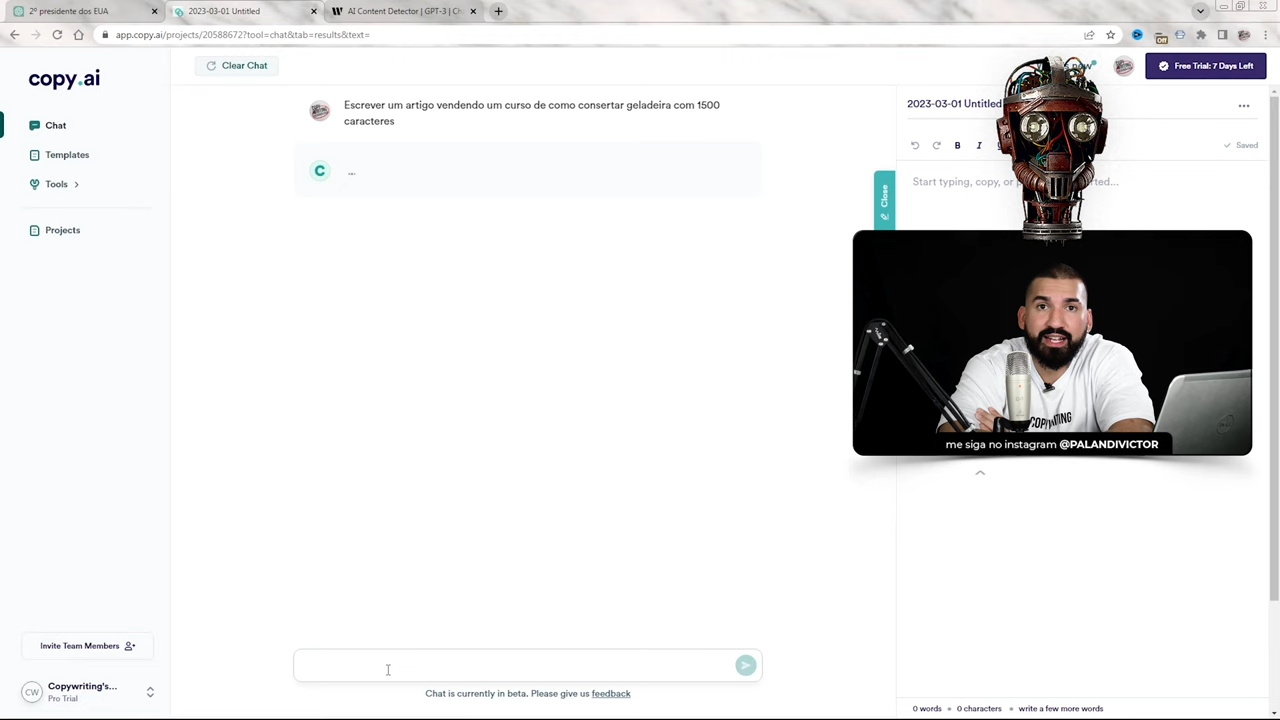 2º presidente dos EUA
2023-03-01 Untitled
AI Content Detector | GPT-3 | Ch
app.copy.ai/projects/20588672?tool=chat&tab=results&text=
Off
copy.ai
Clear Chat
now
Free Trial: 7 Days Left
Chat
Templates
Tools
Projects
Escrever um artigo vendendo um curso de como consertar geladeira com 1500
caracteres
C ...
2023-03-01 Untitled
B I
Saved
Start typing, copy, or
Close
me siga no instagram @PALANDIVICTOR
Invite Team Members
CW
Copywriting's...
Pro Trial
Chat is currently in beta. Please give us feedback
0 words
0 characters
write a few more words